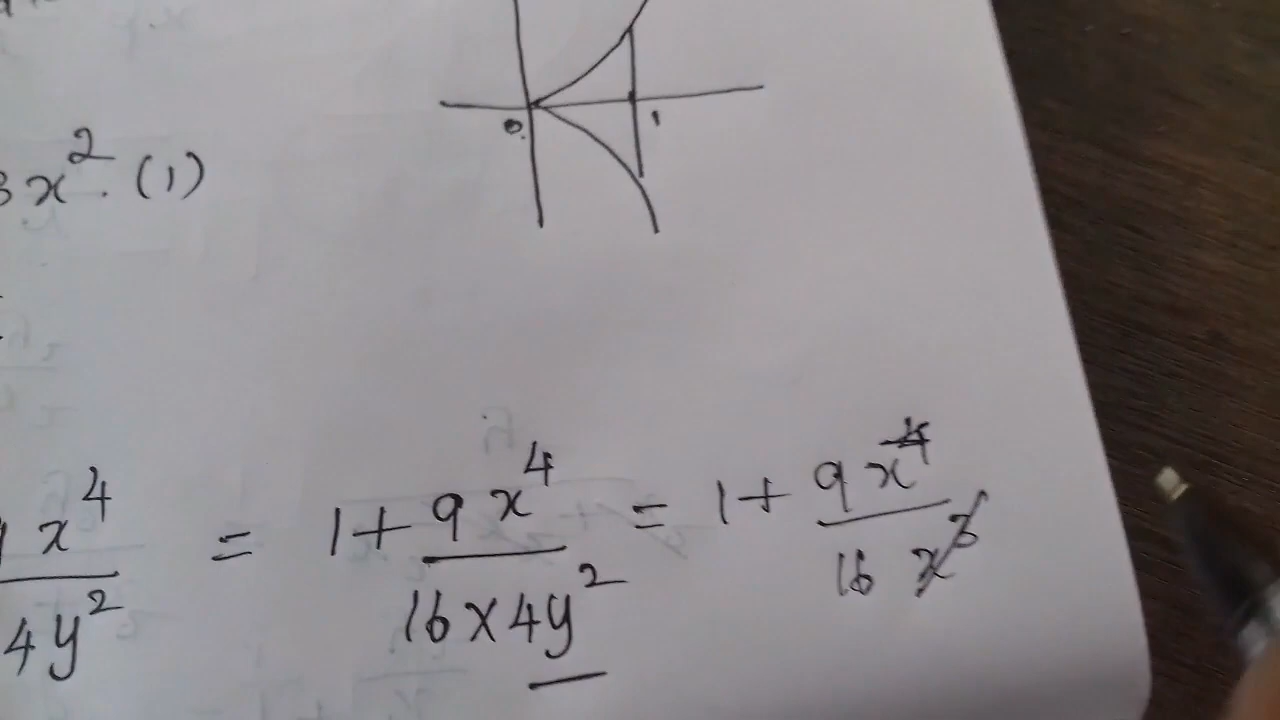 0 1
3x². (1)
x⁴/4y² = 1 + 9x⁴/(16 × 4y²) = 1 + 9x⁴/(16 x³)